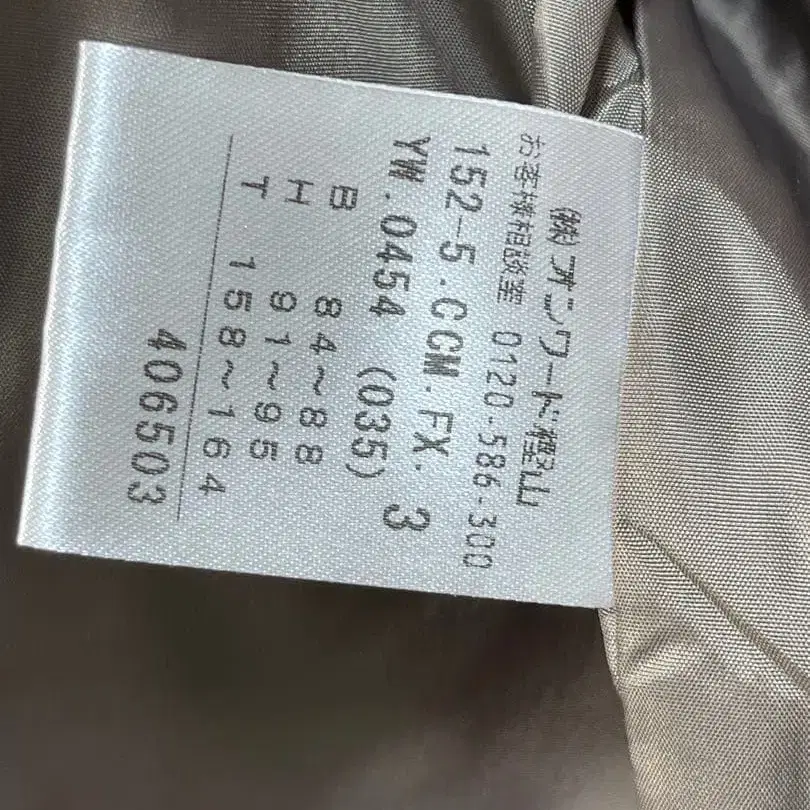 ㈱オンワード樫山
お客様相談室 0120-586-300
152-5.CCM.FX. 3
YW.0454 (035)
B 84~88
H 91~95
T 158~164
406503